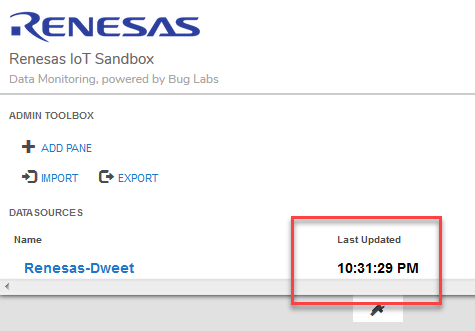 RENESAS
Renesas IoT Sandbox
Data Monitoring, powered by Bug Labs
ADMIN TOOLBOX
ADD PANE
IMPORT EXPORT
DATASOURCES
Name Last Updated
Renesas-Dweet 10:31:29 PM